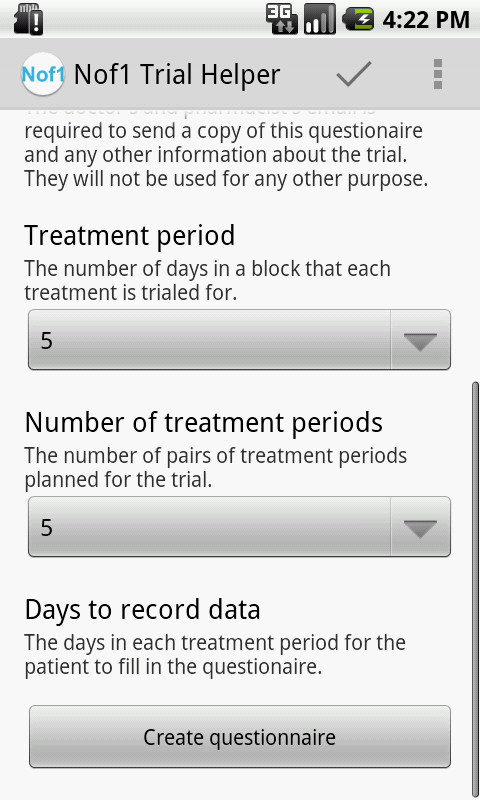 3G
4:22 PM
Nof1
Nof1 Trial Helper
required to send a copy of this questionaire
and any other information about the trial.
They will not be used for any other purpose.
Treatment period
The number of days in a block that each
treatment is trialed for.
5
Number of treatment periods
The number of pairs of treatment periods
planned for the trial.
5
Days to record data
The days in each treatment period for the
patient to fill in the questionaire.
Create questionnaire